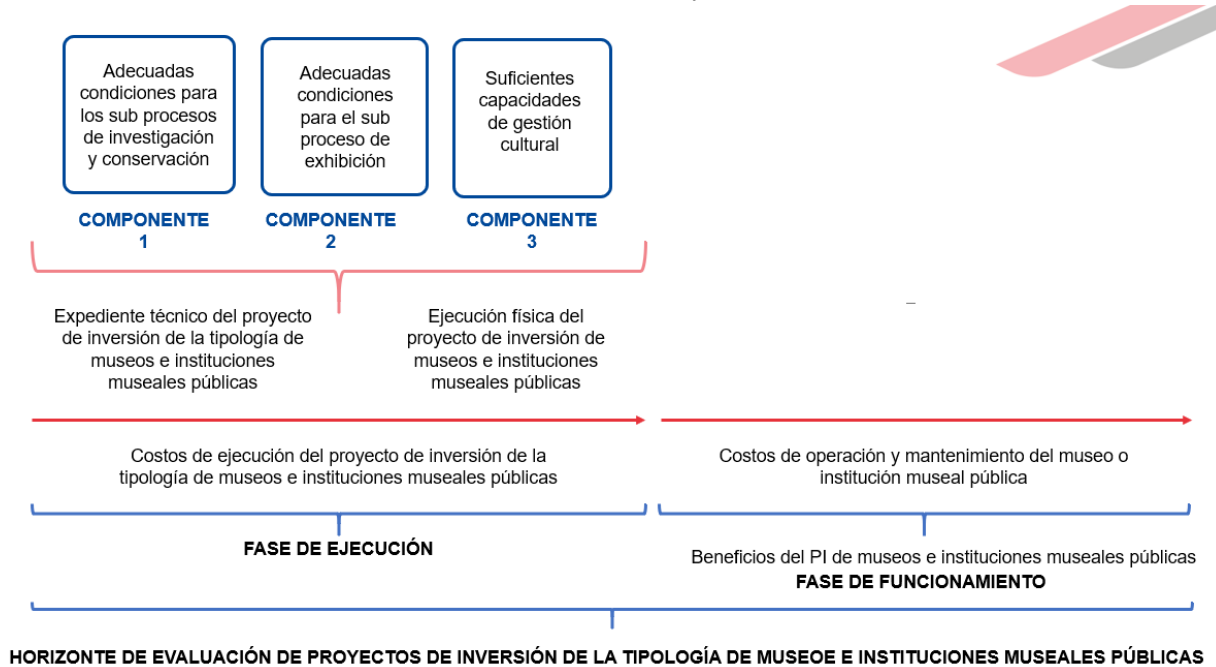 Adecuadas
condiciones para
los sub procesos
de investigación
y conservación
Adecuadas
condiciones
para el sub
proceso de
exhibición
Suficientes
capacidades
de gestión
cultural
COMPONENTE
1
COMPONENTE
2
COMPONENTE
3
Expediente técnico del proyecto
de inversión de la tipología de
museos e instituciones
museales públicas
Ejecución física del
proyecto de inversión de
museos e instituciones
museales públicas
Costos de ejecución del proyecto de inversión de la
tipología de museos e instituciones museales públicas
Costos de operación y mantenimiento del museo o
institución museal pública
FASE DE EJECUCIÓN
Beneficios del PI de museos e instituciones museales públicas
FASE DE FUNCIONAMIENTO
HORIZONTE DE EVALUACIÓN DE PROYECTOS DE INVERSIÓN DE LA TIPOLOGÍA DE MUSEOE E INSTITUCIONES MUSEALES PÚBLICAS